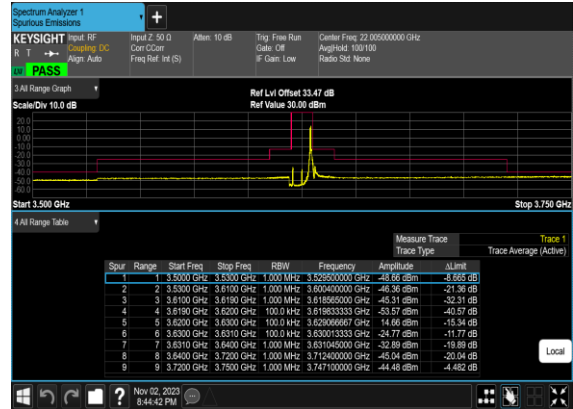 Spectrum Analyzer 1
Spurious Emissions
KEYSIGHT Input: RF Input Z: 50 Ω Atten: 10 dB Trig: Free Run Center Freq: 22.005000000 GHz
R T Coupling: DC Corr CCorr Gate: Off Avg|Hold: 100/100
Align: Auto Freq Ref: Int (S) IF Gain: Low Radio Std: None
PASS
3 All Range Graph
Ref Lvl Offset 33.47 dB
Scale/Div 10.0 dB Ref Value 30.00 dBm
20.0
10.0
0.00
-10.0
-20.0
-30.0
-40.0
-50.0
-60.0
Start 3.500 GHz Stop 3.750 GHz
4 All Range Table
Measure Trace Trace 1
Trace Type Trace Average (Active)
Spur Range Start Freq Stop Freq RBW Frequency Amplitude ΔLimit
1 1 3.5000 GHz 3.5300 GHz 1.000 MHz 3.529500000 GHz -48.66 dBm -8.665 dB
2 2 3.5300 GHz 3.6100 GHz 1.000 MHz 3.600400000 GHz -46.36 dBm -21.36 dB
3 3 3.6100 GHz 3.6190 GHz 1.000 MHz 3.618565000 GHz -45.31 dBm -32.31 dB
4 4 3.6190 GHz 3.6200 GHz 100.0 kHz 3.619833333 GHz -53.57 dBm -40.57 dB
5 5 3.6200 GHz 3.6300 GHz 100.0 kHz 3.629066667 GHz 14.66 dBm -15.34 dB
6 6 3.6300 GHz 3.6310 GHz 100.0 kHz 3.630013333 GHz -24.77 dBm -11.77 dB
7 7 3.6310 GHz 3.6400 GHz 1.000 MHz 3.631045000 GHz -32.89 dBm -19.89 dB
8 8 3.6400 GHz 3.7200 GHz 1.000 MHz 3.712400000 GHz -45.04 dBm -20.04 dB
9 9 3.7200 GHz 3.7500 GHz 1.000 MHz 3.747100000 GHz -44.48 dBm -4.482 dB
Local
Nov 02, 2023
8:44:42 PM